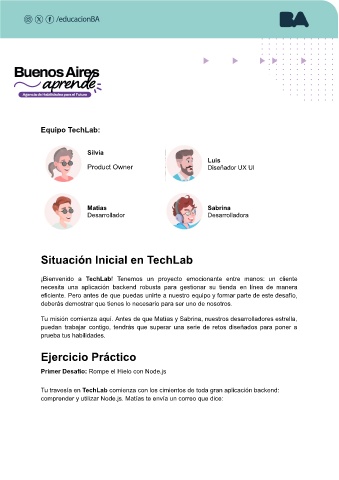 /educacionBA
BA
Buenos Aires
aprende
Agencia de Habilidades para el Futuro
Equipo TechLab:
Silvia
Product Owner
Luis
Diseñador UX UI
Matias
Desarrollador
Sabrina
Desarrolladora
Situación Inicial en TechLab
¡Bienvenido a TechLab! Tenemos un proyecto emocionante entre manos: un cliente
necesita una aplicación backend robusta para gestionar su tienda en línea de manera
eficiente. Pero antes de que puedas unirte a nuestro equipo y formar parte de este desafío,
deberás demostrar que tienes lo necesario para ser uno de nosotros.
Tu misión comienza aquí. Antes de que Matías y Sabrina, nuestros desarrolladores estrella,
puedan trabajar contigo, tendrás que superar una serie de retos diseñados para poner a
prueba tus habilidades.
Ejercicio Práctico
Primer Desafío: Rompe el Hielo con Node.js
Tu travesía en TechLab comienza con los cimientos de toda gran aplicación backend:
comprender y utilizar Node.js. Matías te envía un correo que dice: